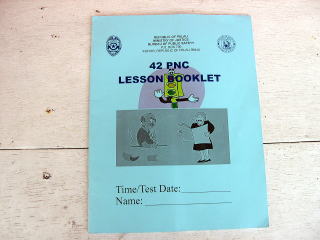 REPUBLIC OF PALAU
MINISTRY OF JUSTICE
BUREAU OF PUBLIC SAFETY
42 PNC
LESSON BOOKLET
Time/Test Date:
Name: